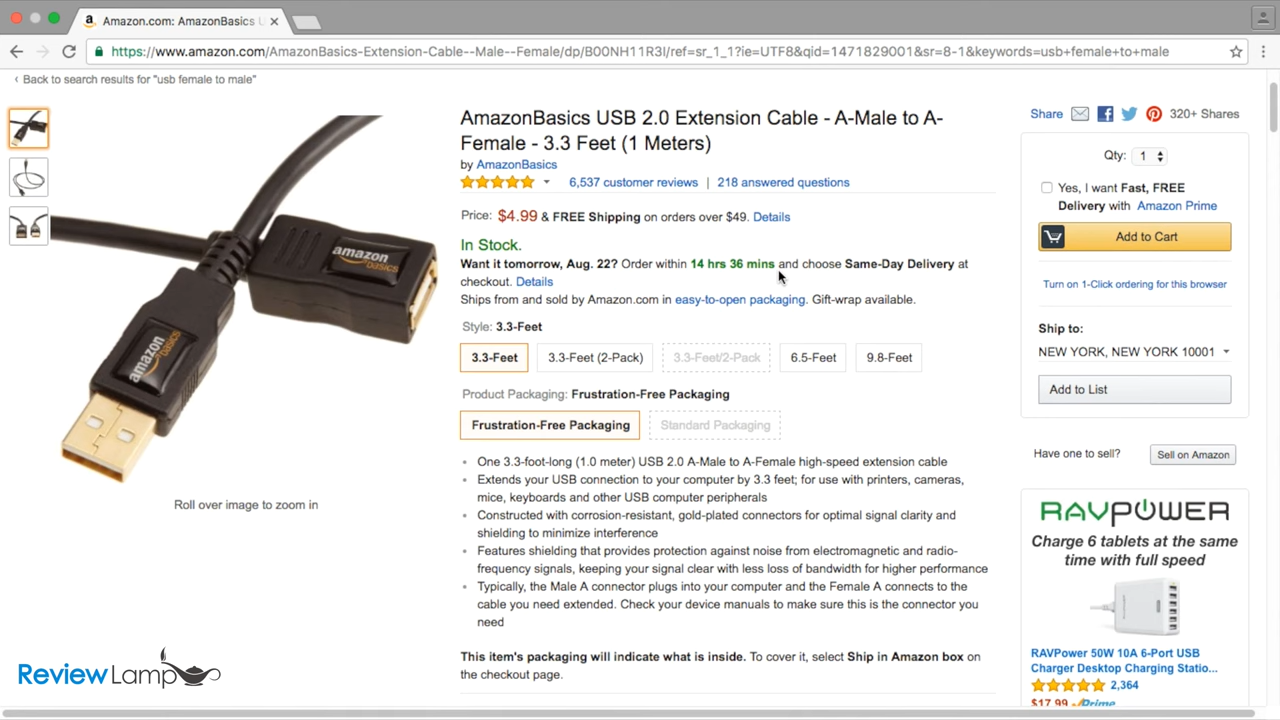 Amazon.com: AmazonBasics U
https://www.amazon.com/AmazonBasics-Extension-Cable--Male--Female/dp/B00NH11R3I/ref=sr_1_1?ie=UTF8&qid=1471829001&sr=8-1&keywords=usb+female+to+male
‹ Back to search results for "usb female to male"
amazon
basics
amazon
basics
Roll over image to zoom in
AmazonBasics USB 2.0 Extension Cable - A-Male to A-
Female - 3.3 Feet (1 Meters)
by AmazonBasics
6,537 customer reviews | 218 answered questions
Price: $4.99 & FREE Shipping on orders over $49. Details
In Stock.
Want it tomorrow, Aug. 22? Order within 14 hrs 36 mins and choose Same-Day Delivery at
checkout. Details
Ships from and sold by Amazon.com in easy-to-open packaging. Gift-wrap available.
Style: 3.3-Feet
3.3-Feet 3.3-Feet (2-Pack) 3.3-Feet/2-Pack 6.5-Feet 9.8-Feet
Product Packaging: Frustration-Free Packaging
Frustration-Free Packaging Standard Packaging
• One 3.3-foot-long (1.0 meter) USB 2.0 A-Male to A-Female high-speed extension cable
• Extends your USB connection to your computer by 3.3 feet; for use with printers, cameras,
mice, keyboards and other USB computer peripherals
• Constructed with corrosion-resistant, gold-plated connectors for optimal signal clarity and
shielding to minimize interference
• Features shielding that provides protection against noise from electromagnetic and radio-
frequency signals, keeping your signal clear with less loss of bandwidth for higher performance
• Typically, the Male A connector plugs into your computer and the Female A connects to the
cable you need extended. Check your device manuals to make sure this is the connector you
need
This item's packaging will indicate what is inside. To cover it, select Ship in Amazon box on
the checkout page.
Share 320+ Shares
Qty: 1
Yes, I want Fast, FREE
Delivery with Amazon Prime
Add to Cart
Turn on 1-Click ordering for this browser
Ship to:
NEW YORK, NEW YORK 10001
Add to List
Have one to sell? Sell on Amazon
RAVPOWER
Charge 6 tablets at the same
time with full speed
RAVPower 50W 10A 6-Port USB
Charger Desktop Charging Statio...
2,364
$17.99 Prime
ReviewLamp